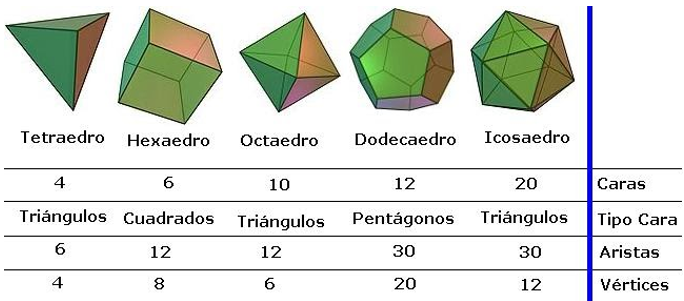 Tetraedro Hexaedro Octaedro Dodecaedro Icosaedro
4 6 10 12 20 Caras
Triángulos Cuadrados Triángulos Pentágonos Triángulos Tipo Cara
6 12 12 30 30 Aristas
4 8 6 20 12 Vértices